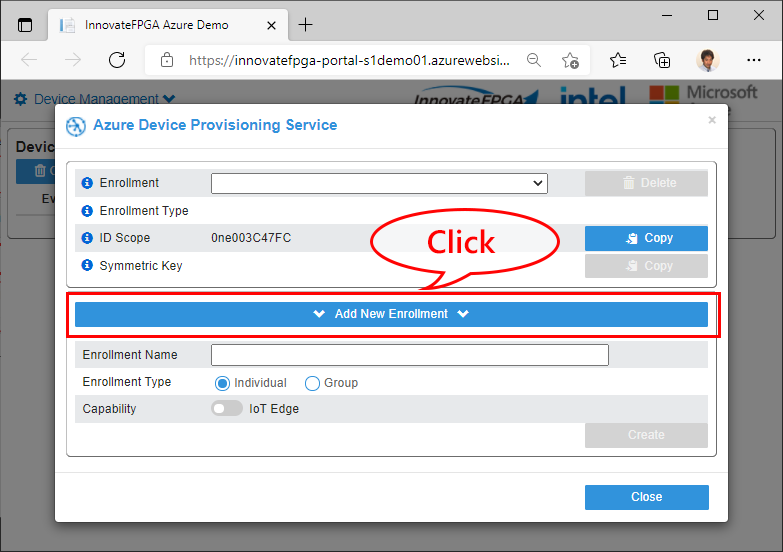 InnovateFPGA Azure Demo
https://innovatefpga-portal-s1demo01.azurewebsi...
Device Management
InnovateFPGA
intel
Microsoft
Azure Device Provisioning Service
Devic
Enrollment
Delete
Enrollment Type
ID Scope
0ne003C47FC
Copy
Click
Symmetric Key
Copy
Add New Enrollment
Enrollment Name
Enrollment Type
Individual
Group
Capability
IoT Edge
Create
Close